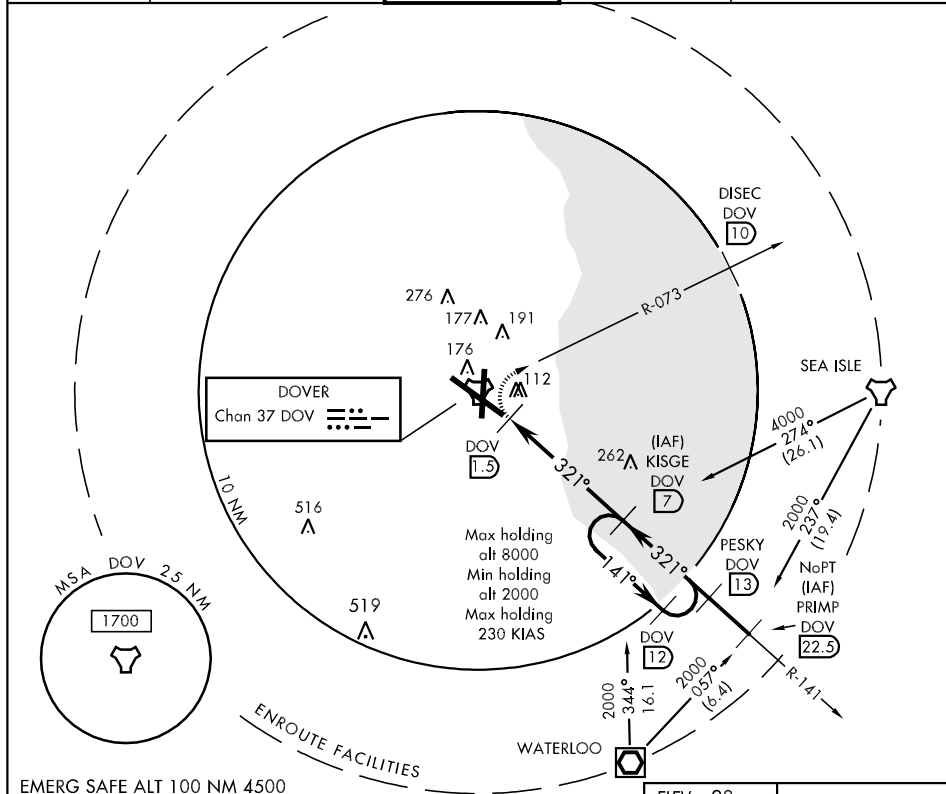 DISEC
DOV
10
R-073
276
177
191
176
112
SEA ISLE
DOVER
Chan 37 DOV
DOV
1.5
4000
274°
(26.1)
321°
262
(IAF)
KISGE
DOV
7
2000
237°
(19.4)
10 NM
516
Max holding
alt 8000
Min holding
alt 2000
Max holding
230 KIAS
141°
321°
PESKY
DOV
13
NoPT
(IAF)
PRIMP
DOV
22.5
MSA DOV 25 NM
1700
519
DOV
12
2000
344°
16.1
2000
057°
(6.4)
R-141
ENROUTE FACILITIES
WATERLOO
EMERG SAFE ALT 100 NM 4500